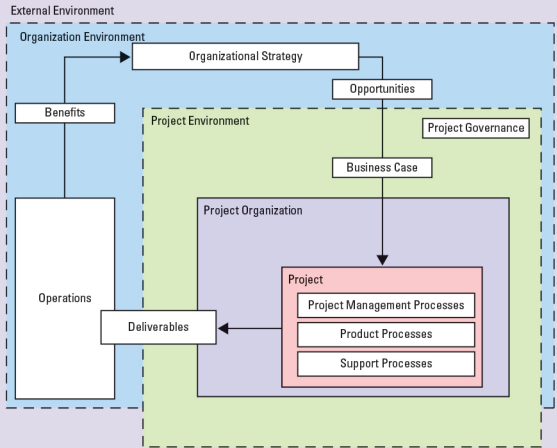 External Environment
Organization Environment
Organizational Strategy
Opportunities
Benefits
Project Environment
Project Governance
Business Case
Project Organization
Project
Operations
Project Management Processes
Deliverables
Product Processes
Support Processes